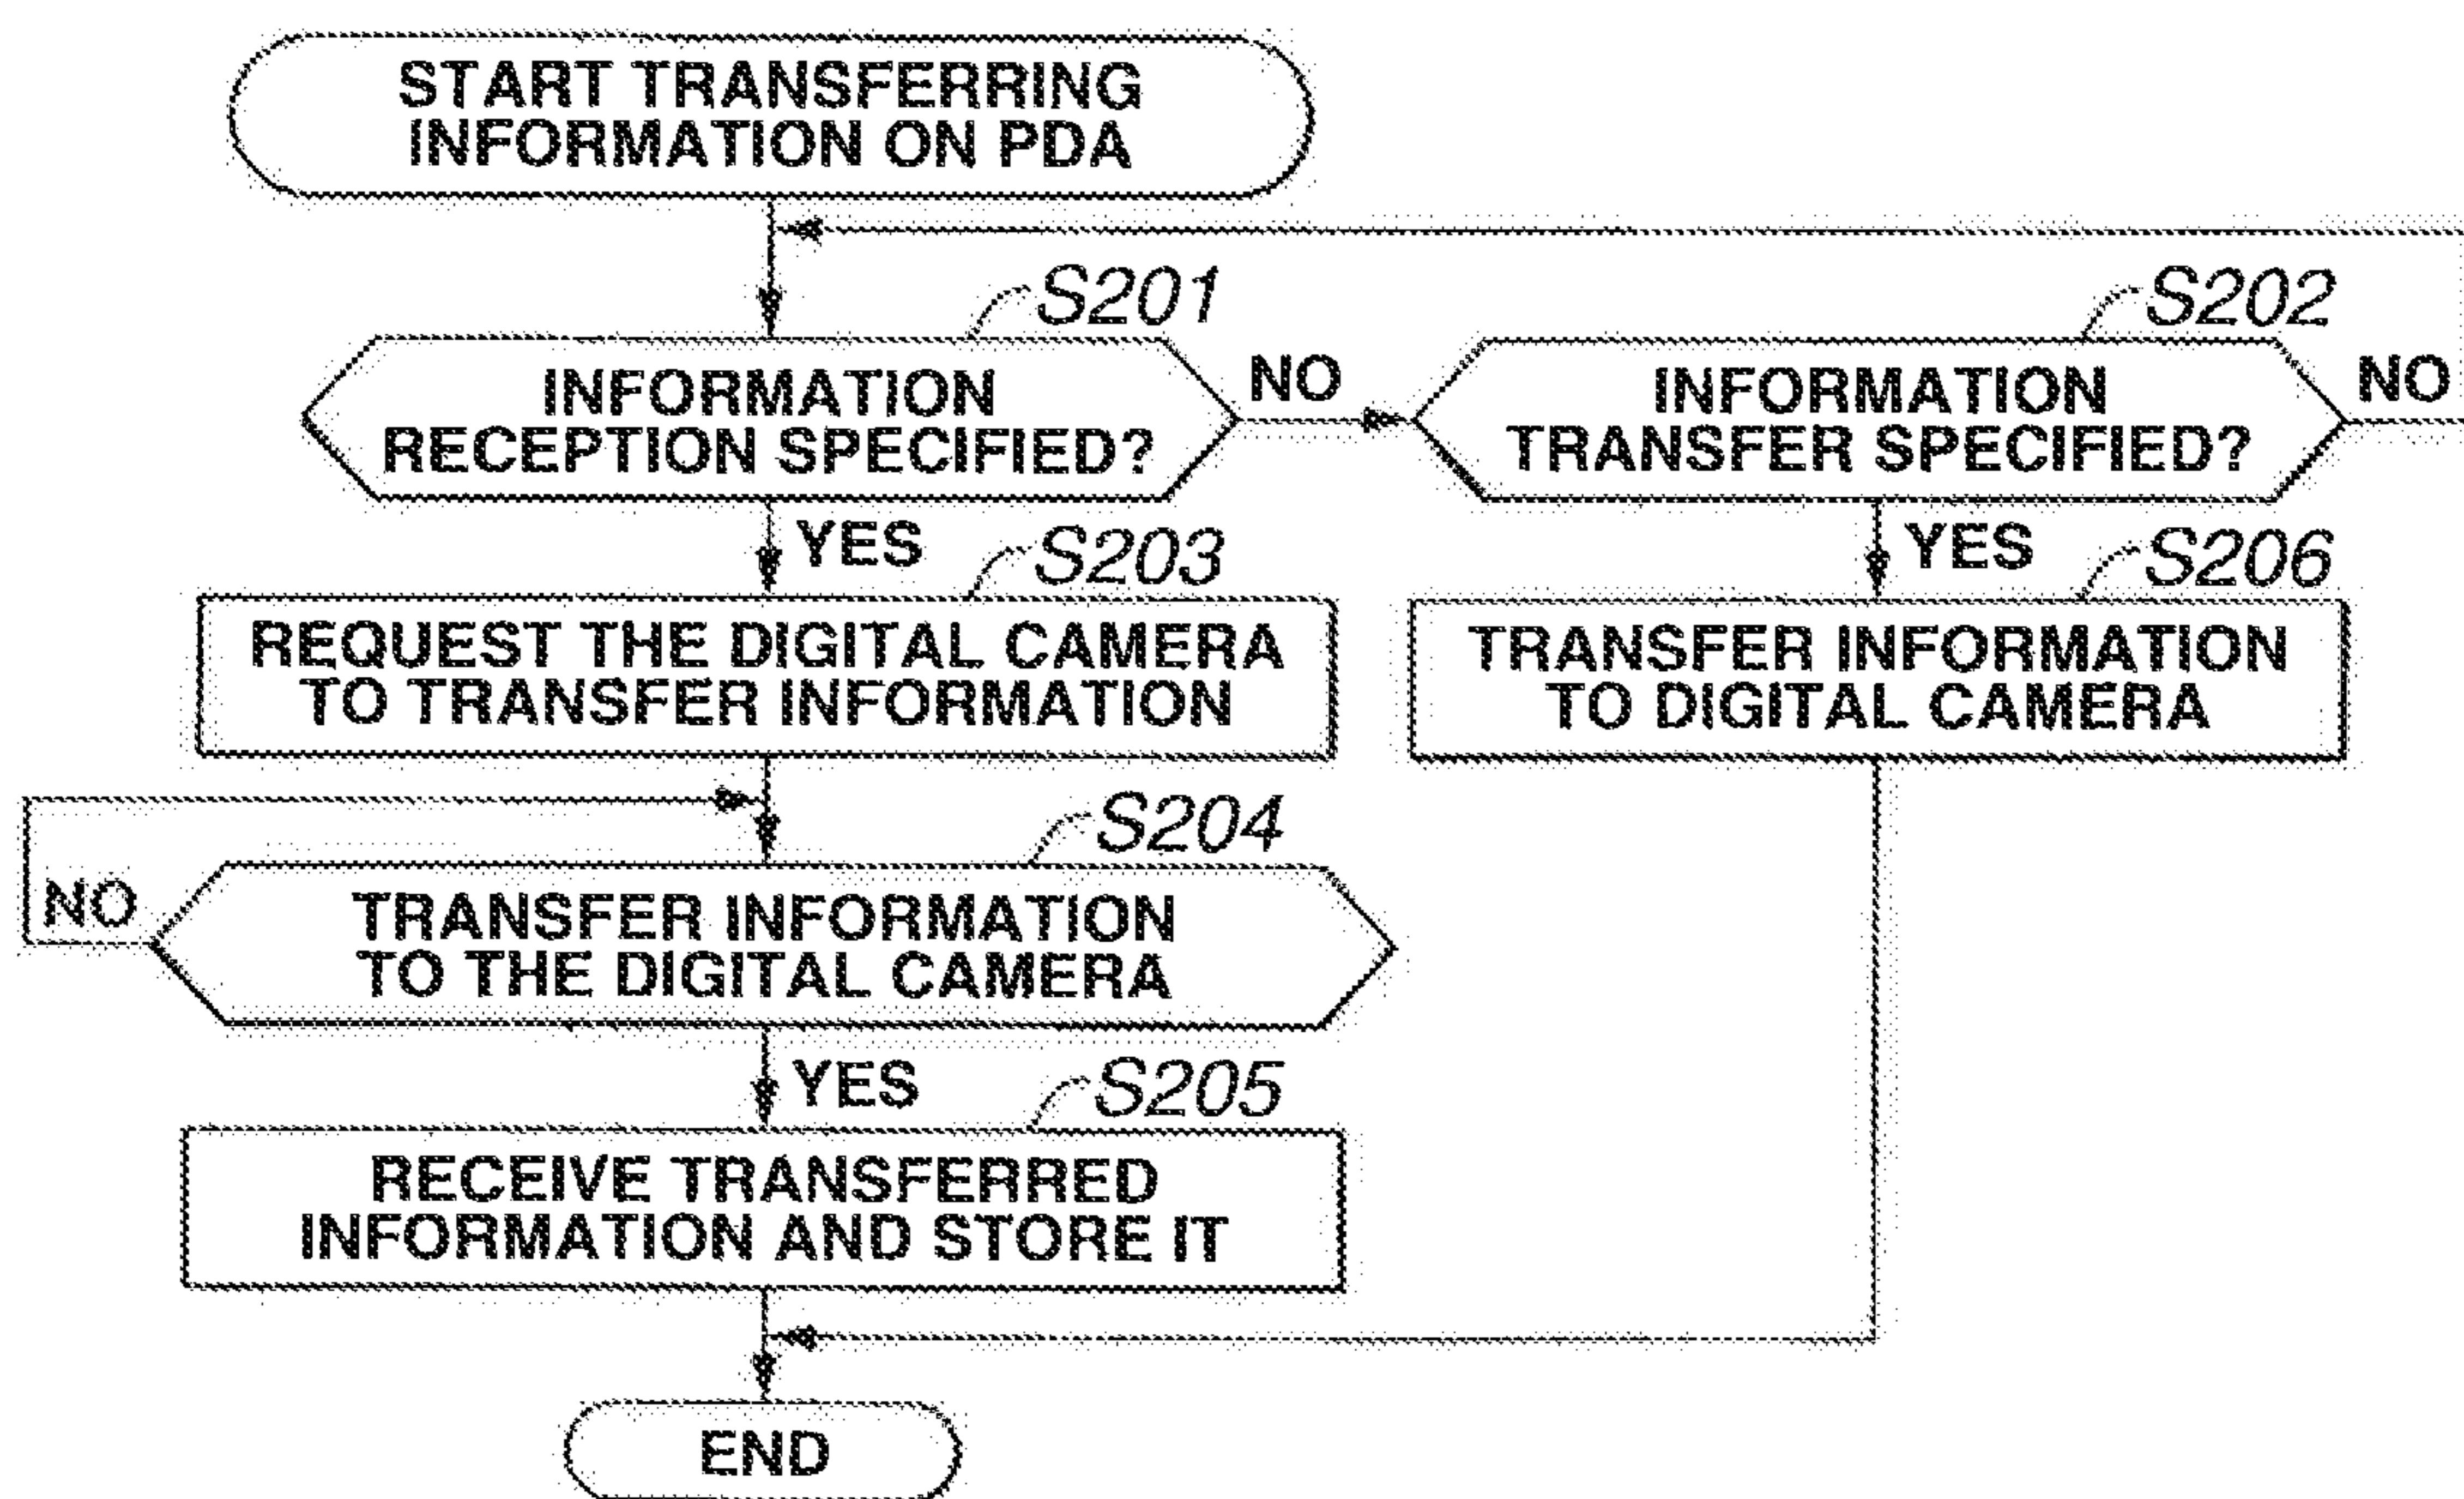 START TRANSFERRING
INFORMATION ON PDA
S201
INFORMATION
RECEPTION SPECIFIED?
NO
S202
INFORMATION
TRANSFER SPECIFIED?
NO
YES
S203
REQUEST THE DIGITAL CAMERA
TO TRANSFER INFORMATION
YES
S206
TRANSFER INFORMATION
TO DIGITAL CAMERA
S204
NO
TRANSFER INFORMATION
TO THE DIGITAL CAMERA
YES
S205
RECEIVE TRANSFERRED
INFORMATION AND STORE IT
END